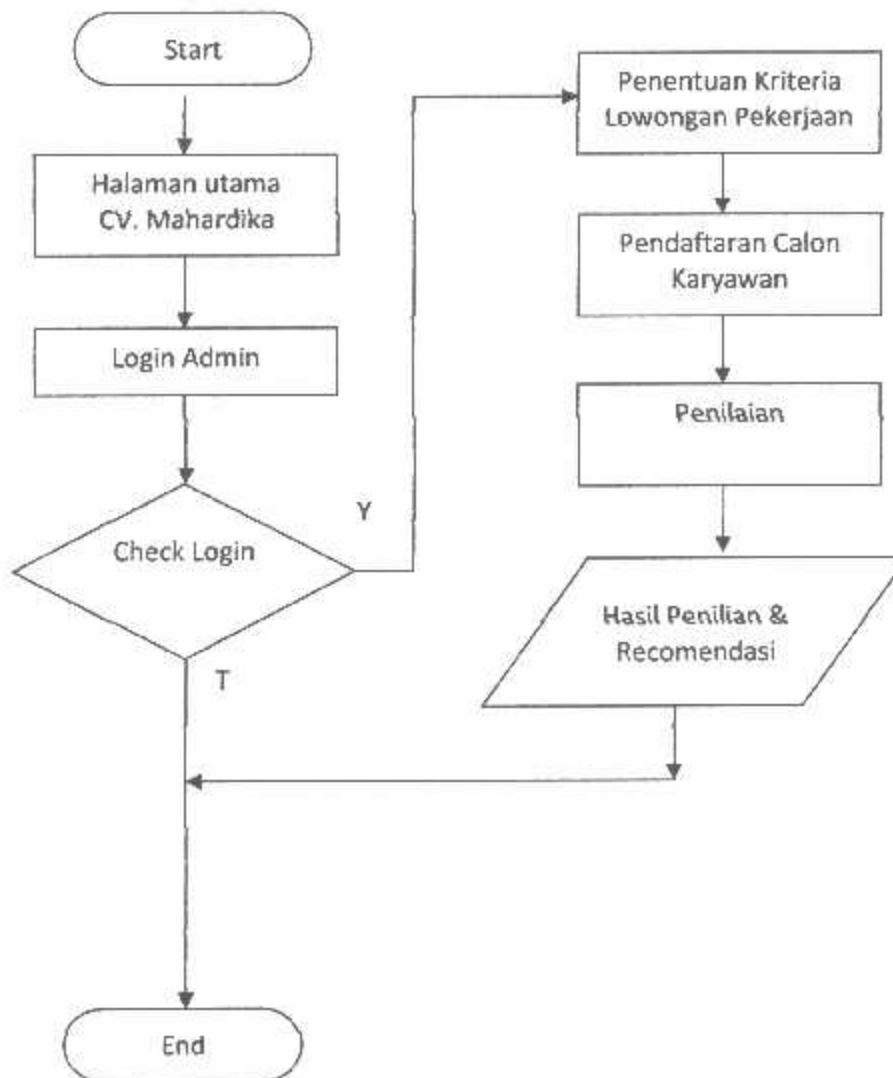 Start
Halaman utama
CV. Mahardika
Login Admin
Check Login
Y
T
End
Penentuan Kriteria
Lowongan Pekerjaan
Pendaftaran Calon
Karyawan
Penilaian
Hasil Penilian &
Recomendasi